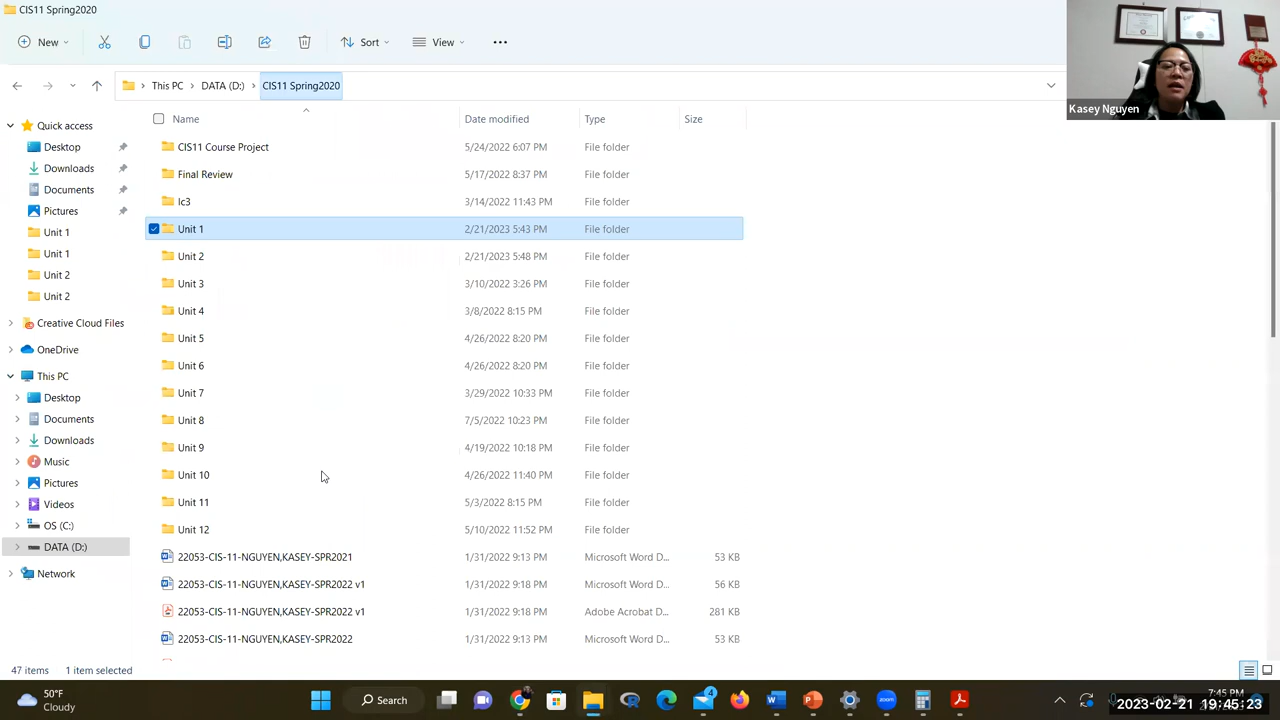 CIS11 Spring2020
New
Sort
View
This PC > DATA (D:) > CIS11 Spring2020
Kasey Nguyen
Name Date modified Type Size
Quick access
Desktop
Downloads
Documents
Pictures
Unit 1
Unit 1
Unit 2
Unit 2
Creative Cloud Files
OneDrive
This PC
Desktop
Documents
Downloads
Music
Pictures
Videos
OS (C:)
DATA (D:)
Network
CIS11 Course Project 5/24/2022 6:07 PM File folder
Final Review 5/17/2022 8:37 PM File folder
lc3 3/14/2022 11:43 PM File folder
Unit 1 2/21/2023 5:43 PM File folder
Unit 2 2/21/2023 5:48 PM File folder
Unit 3 3/10/2022 3:26 PM File folder
Unit 4 3/8/2022 8:15 PM File folder
Unit 5 4/26/2022 8:20 PM File folder
Unit 6 4/26/2022 8:20 PM File folder
Unit 7 3/29/2022 10:33 PM File folder
Unit 8 7/5/2022 10:23 PM File folder
Unit 9 4/19/2022 10:18 PM File folder
Unit 10 4/26/2022 11:40 PM File folder
Unit 11 5/3/2022 8:15 PM File folder
Unit 12 5/10/2022 11:52 PM File folder
22053-CIS-11-NGUYEN,KASEY-SPR2021 1/31/2022 9:13 PM Microsoft Word D... 53 KB
22053-CIS-11-NGUYEN,KASEY-SPR2022 v1 1/31/2022 9:18 PM Microsoft Word D... 56 KB
22053-CIS-11-NGUYEN,KASEY-SPR2022 v1 1/31/2022 9:18 PM Adobe Acrobat D... 281 KB
22053-CIS-11-NGUYEN,KASEY-SPR2022 1/31/2022 9:13 PM Microsoft Word D... 53 KB
47 items 1 item selected
50°F
Cloudy
Search
4
zoom
7:45 PM
2023-02-21 19:45:23